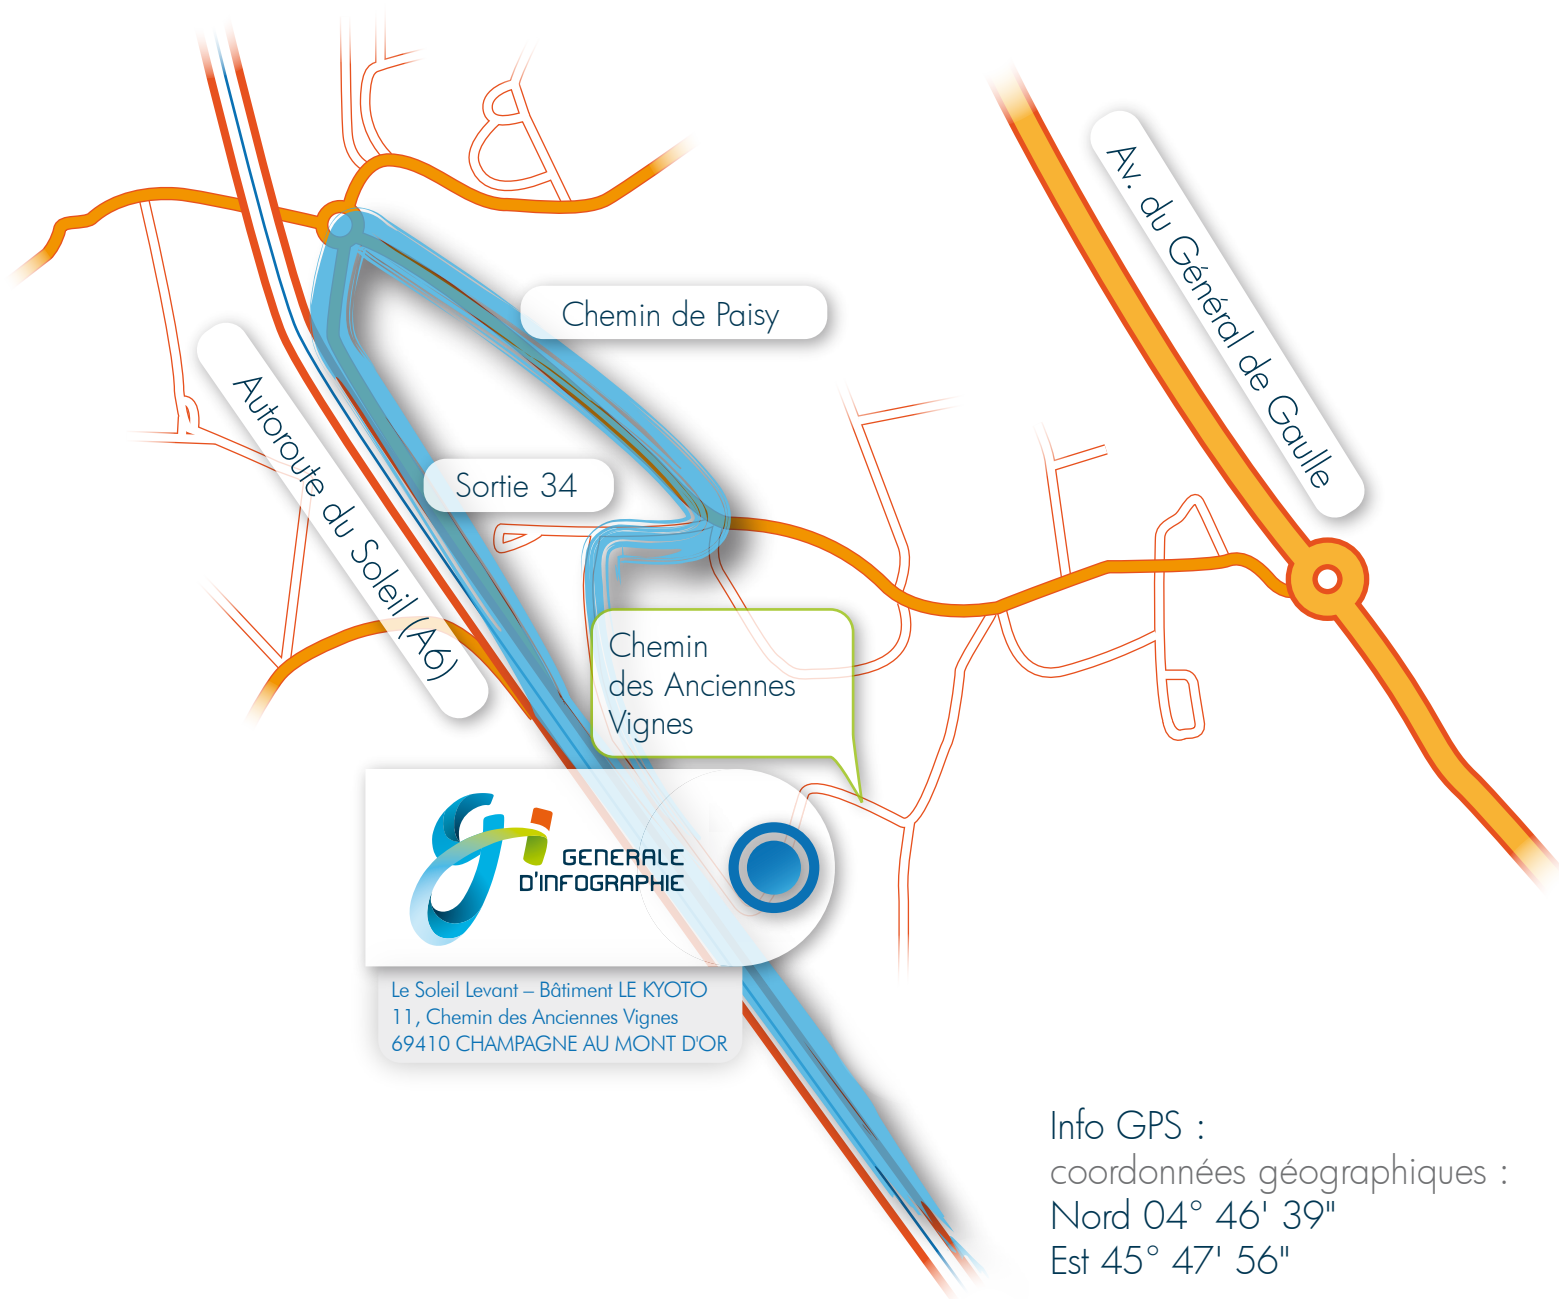 Av. du Général de Gaulle
Chemin de Paisy
Autoroute du Soleil (A6)
Sortie 34
Chemin
des Anciennes
Vignes
GENERALE
D'INFOGRAPHIE
Le Soleil Levant – Bâtiment LE KYOTO
11, Chemin des Anciennes Vignes
69410 CHAMPAGNE AU MONT D'OR
Info GPS :
coordonnées géographiques :
Nord 04° 46' 39"
Est 45° 47' 56"